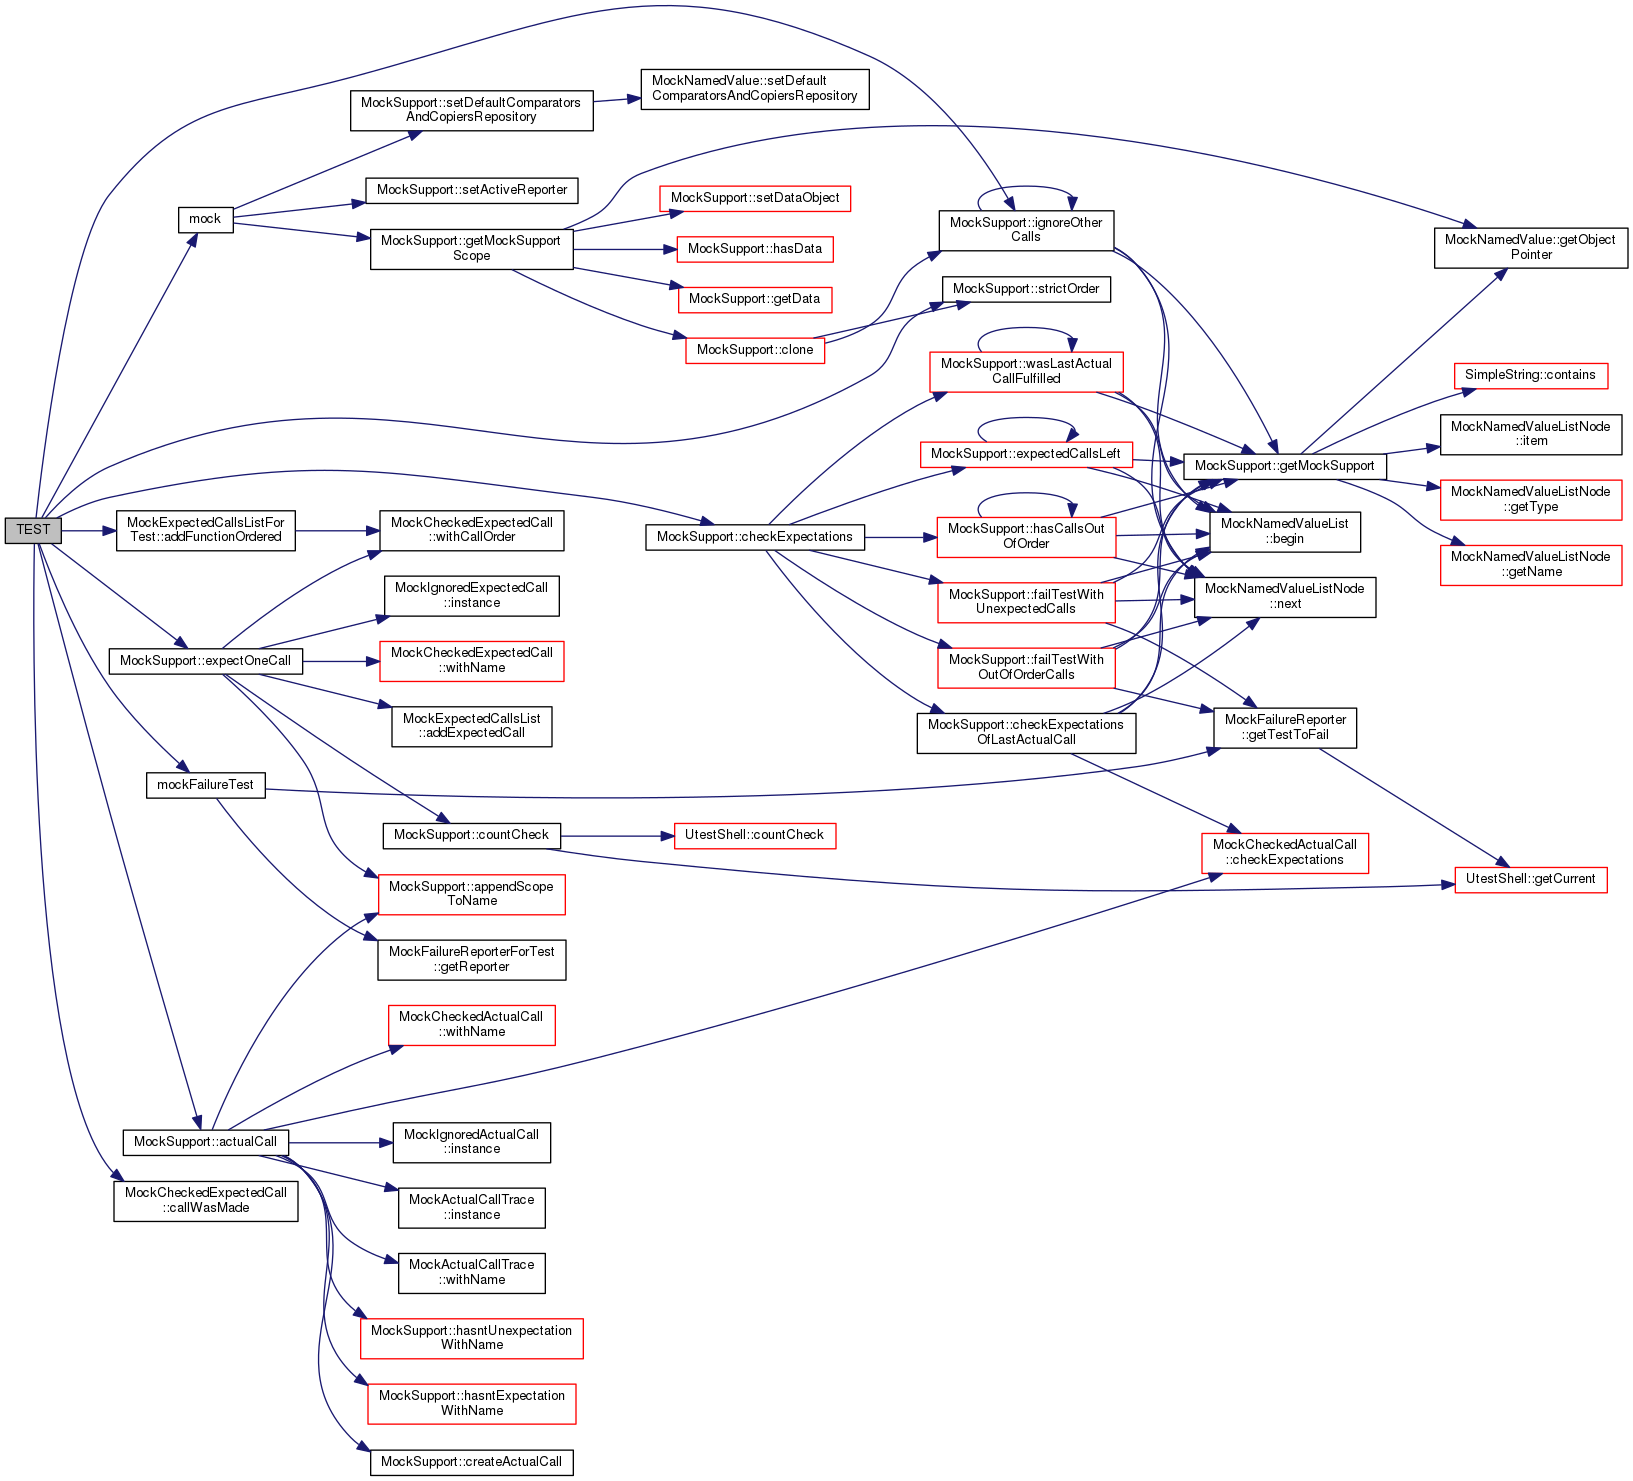 TEST
mock
MockSupport::setDefaultComparators
AndCopiersRepository
MockNamedValue::setDefault
ComparatorsAndCopiersRepository
MockSupport::setActiveReporter
MockSupport::getMockSupport
Scope
MockSupport::setDataObject
MockSupport::hasData
MockSupport::getData
MockSupport::clone
MockSupport::ignoreOther
Calls
MockSupport::strictOrder
MockNamedValue::getObject
Pointer
MockSupport::wasLastActual
CallFulfilled
MockSupport::expectedCallsLeft
MockSupport::hasCallsOut
OfOrder
MockSupport::failTestWith
UnexpectedCalls
MockSupport::failTestWith
OutOfOrderCalls
MockSupport::checkExpectations
OfLastActualCall
MockSupport::checkExpectations
MockSupport::getMockSupport
MockNamedValueList
::begin
MockNamedValueListNode
::next
MockFailureReporter
::getTestToFail
MockCheckedActualCall
::checkExpectations
SimpleString::contains
MockNamedValueListNode
::item
MockNamedValueListNode
::getType
MockNamedValueListNode
::getName
UtestShell::getCurrent
MockExpectedCallsListFor
Test::addFunctionOrdered
MockCheckedExpectedCall
::withCallOrder
MockIgnoredExpectedCall
::instance
MockSupport::expectOneCall
MockCheckedExpectedCall
::withName
MockExpectedCallsList
::addExpectedCall
mockFailureTest
MockSupport::countCheck
UtestShell::countCheck
MockSupport::appendScope
ToName
MockFailureReporterForTest
::getReporter
MockCheckedActualCall
::withName
MockSupport::actualCall
MockIgnoredActualCall
::instance
MockCheckedExpectedCall
::callWasMade
MockActualCallTrace
::instance
MockActualCallTrace
::withName
MockSupport::hasntUnexpectation
WithName
MockSupport::hasntExpectation
WithName
MockSupport::createActualCall